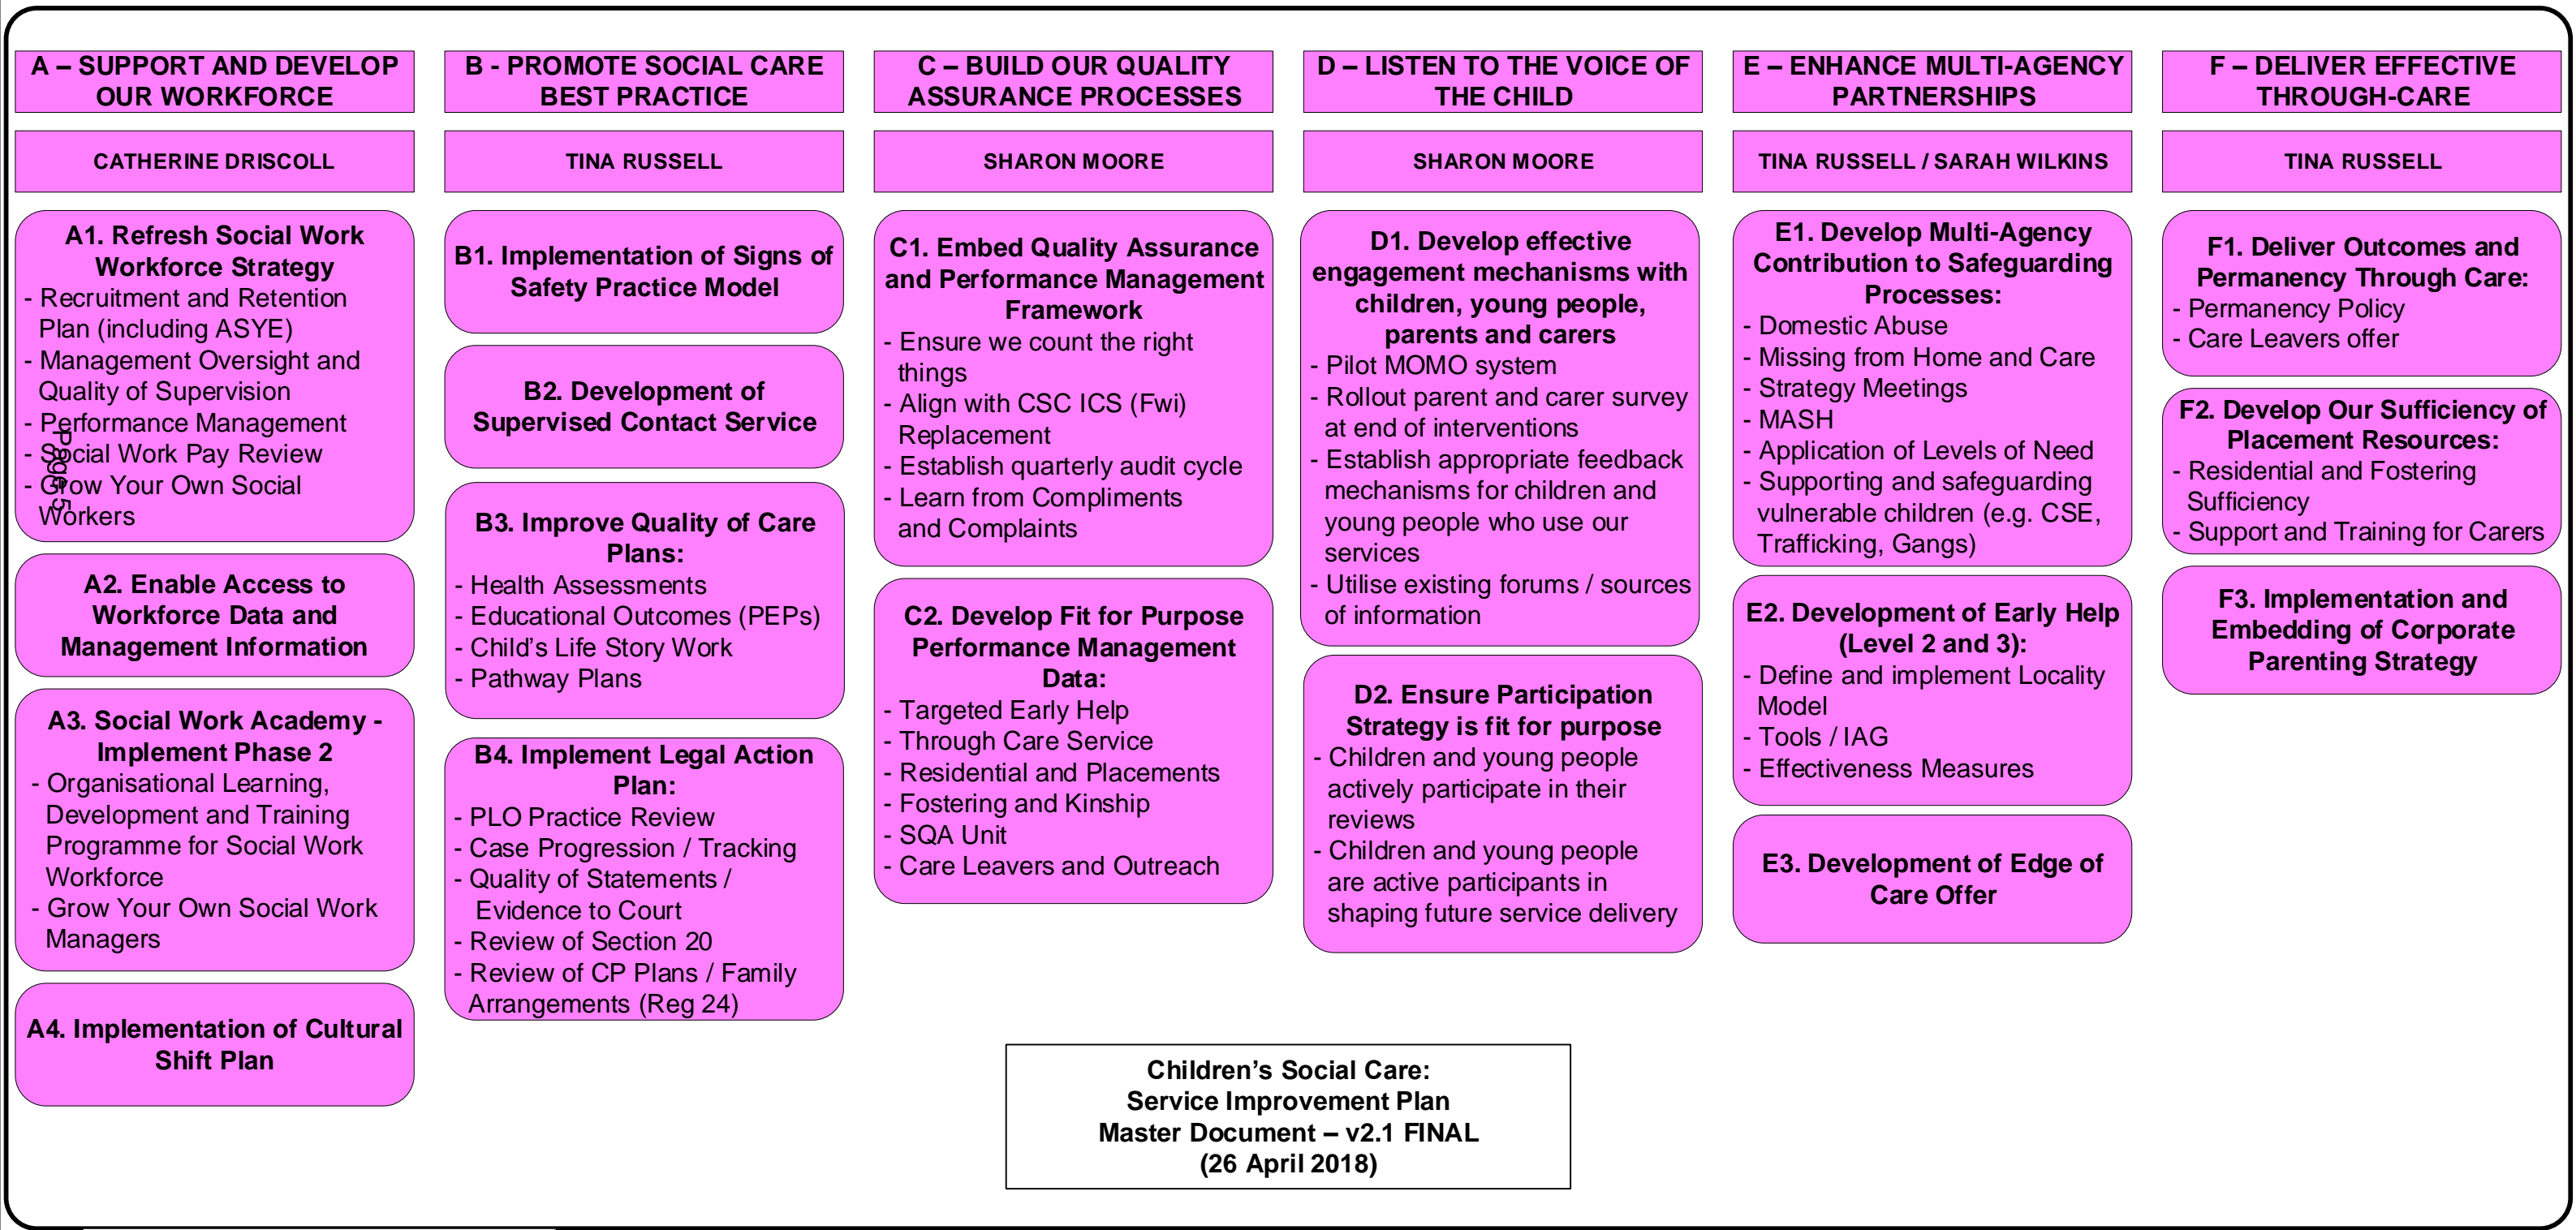 A – SUPPORT AND DEVELOP
OUR WORKFORCE
CATHERINE DRISCOLL
A1. Refresh Social Work
Workforce Strategy
- Recruitment and Retention
Plan (including ASYE)
- Management Oversight and
Quality of Supervision
- Performance Management
- Social Work Pay Review
- Grow Your Own Social
Workers
Page 5
A2. Enable Access to
Workforce Data and
Management Information
A3. Social Work Academy -
Implement Phase 2
- Organisational Learning,
Development and Training
Programme for Social Work
Workforce
- Grow Your Own Social Work
Managers
A4. Implementation of Cultural
Shift Plan
B - PROMOTE SOCIAL CARE
BEST PRACTICE
TINA RUSSELL
B1. Implementation of Signs of
Safety Practice Model
B2. Development of
Supervised Contact Service
B3. Improve Quality of Care
Plans:
- Health Assessments
- Educational Outcomes (PEPs)
- Child’s Life Story Work
- Pathway Plans
B4. Implement Legal Action
Plan:
- PLO Practice Review
- Case Progression / Tracking
- Quality of Statements /
Evidence to Court
- Review of Section 20
- Review of CP Plans / Family
Arrangements (Reg 24)
C – BUILD OUR QUALITY
ASSURANCE PROCESSES
SHARON MOORE
C1. Embed Quality Assurance
and Performance Management
Framework
- Ensure we count the right
things
- Align with CSC ICS (Fwi)
Replacement
- Establish quarterly audit cycle
- Learn from Compliments
and Complaints
C2. Develop Fit for Purpose
Performance Management
Data:
- Targeted Early Help
- Through Care Service
- Residential and Placements
- Fostering and Kinship
- SQA Unit
- Care Leavers and Outreach
D – LISTEN TO THE VOICE OF
THE CHILD
SHARON MOORE
D1. Develop effective
engagement mechanisms with
children, young people,
parents and carers
- Pilot MOMO system
- Rollout parent and carer survey
at end of interventions
- Establish appropriate feedback
mechanisms for children and
young people who use our
services
- Utilise existing forums / sources
of information
D2. Ensure Participation
Strategy is fit for purpose
- Children and young people
actively participate in their
reviews
- Children and young people
are active participants in
shaping future service delivery
E – ENHANCE MULTI-AGENCY
PARTNERSHIPS
TINA RUSSELL / SARAH WILKINS
E1. Develop Multi-Agency
Contribution to Safeguarding
Processes:
- Domestic Abuse
- Missing from Home and Care
- Strategy Meetings
- MASH
- Application of Levels of Need
- Supporting and safeguarding
vulnerable children (e.g. CSE,
Trafficking, Gangs)
E2. Development of Early Help
(Level 2 and 3):
- Define and implement Locality
Model
- Tools / IAG
- Effectiveness Measures
E3. Development of Edge of
Care Offer
F – DELIVER EFFECTIVE
THROUGH-CARE
TINA RUSSELL
F1. Deliver Outcomes and
Permanency Through Care:
- Permanency Policy
- Care Leavers offer
F2. Develop Our Sufficiency of
Placement Resources:
- Residential and Fostering
Sufficiency
- Support and Training for Carers
F3. Implementation and
Embedding of Corporate
Parenting Strategy
Children’s Social Care:
Service Improvement Plan
Master Document – v2.1 FINAL
(26 April 2018)